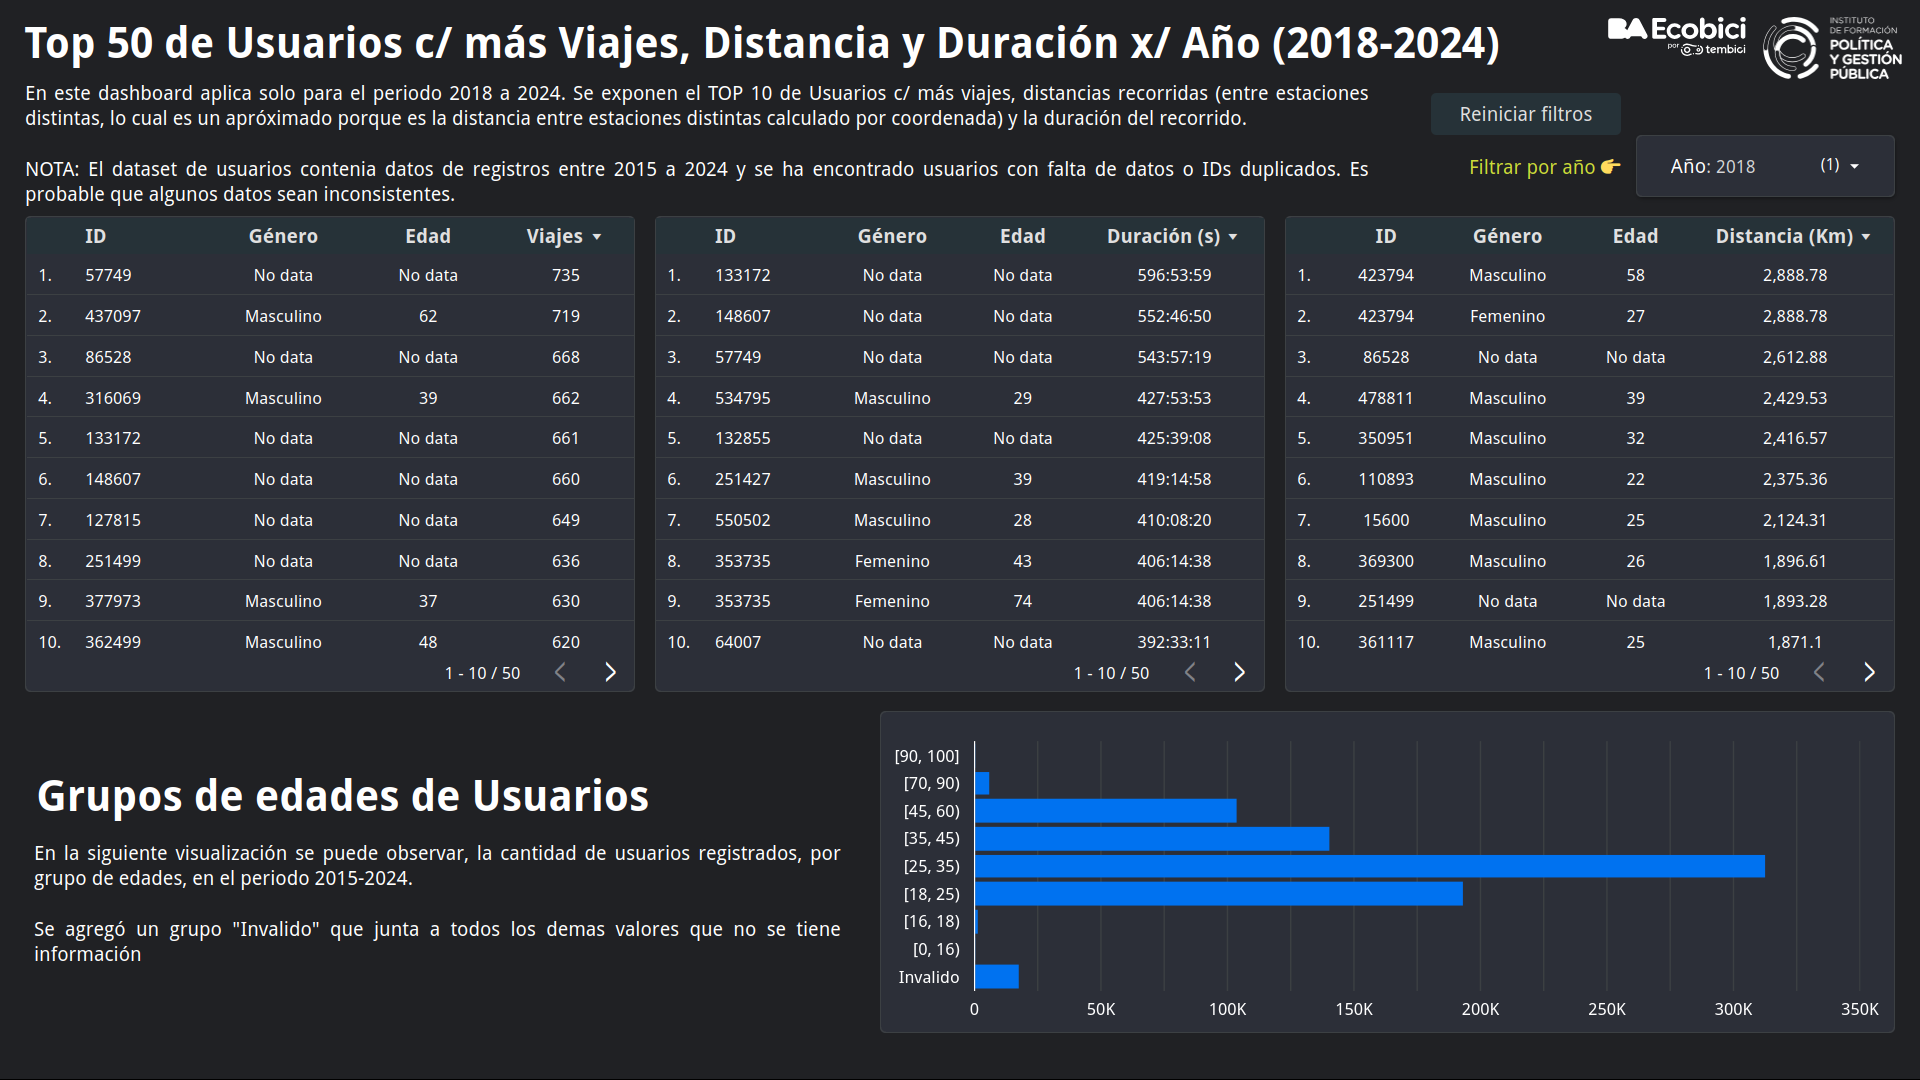 Top 50 de Usuarios c/ más Viajes, Distancia y Duración x/ Año (2018-2024)
BA Ecobici
por tembici
INSTITUTO
DE FORMACIÓN
POLÍTICA
Y GESTIÓN
PÚBLICA
En este dashboard aplica solo para el periodo 2018 a 2024. Se exponen el TOP 10 de Usuarios c/ más viajes, distancias recorridas (entre estaciones
distintas, lo cual es un apróximado porque es la distancia entre estaciones distintas calculado por coordenada) y la duración del recorrido.
NOTA: El dataset de usuarios contenia datos de registros entre 2015 a 2024 y se ha encontrado usuarios con falta de datos o IDs duplicados. Es
probable que algunos datos sean inconsistentes.
Reiniciar filtros
Filtrar por año 👉
Año: 2018 (1)
ID Género Edad Viajes
1. 57749 No data No data 735
2. 437097 Masculino 62 719
3. 86528 No data No data 668
4. 316069 Masculino 39 662
5. 133172 No data No data 661
6. 148607 No data No data 660
7. 127815 No data No data 649
8. 251499 No data No data 636
9. 377973 Masculino 37 630
10. 362499 Masculino 48 620
1 - 10 / 50
ID Género Edad Duración (s)
1. 133172 No data No data 596:53:59
2. 148607 No data No data 552:46:50
3. 57749 No data No data 543:57:19
4. 534795 Masculino 29 427:53:53
5. 132855 No data No data 425:39:08
6. 251427 Masculino 39 419:14:58
7. 550502 Masculino 28 410:08:20
8. 353735 Femenino 43 406:14:38
9. 353735 Femenino 74 406:14:38
10. 64007 No data No data 392:33:11
1 - 10 / 50
ID Género Edad Distancia (Km)
1. 423794 Masculino 58 2,888.78
2. 423794 Femenino 27 2,888.78
3. 86528 No data No data 2,612.88
4. 478811 Masculino 39 2,429.53
5. 350951 Masculino 32 2,416.57
6. 110893 Masculino 22 2,375.36
7. 15600 Masculino 25 2,124.31
8. 369300 Masculino 26 1,896.61
9. 251499 No data No data 1,893.28
10. 361117 Masculino 25 1,871.1
1 - 10 / 50
Grupos de edades de Usuarios
En la siguiente visualización se puede observar, la cantidad de usuarios registrados, por
grupo de edades, en el periodo 2015-2024.
Se agregó un grupo "Invalido" que junta a todos los demas valores que no se tiene
información
[90, 100]
[70, 90)
[45, 60)
[35, 45)
[25, 35)
[18, 25)
[16, 18)
[0, 16)
Invalido
0 50K 100K 150K 200K 250K 300K 350K